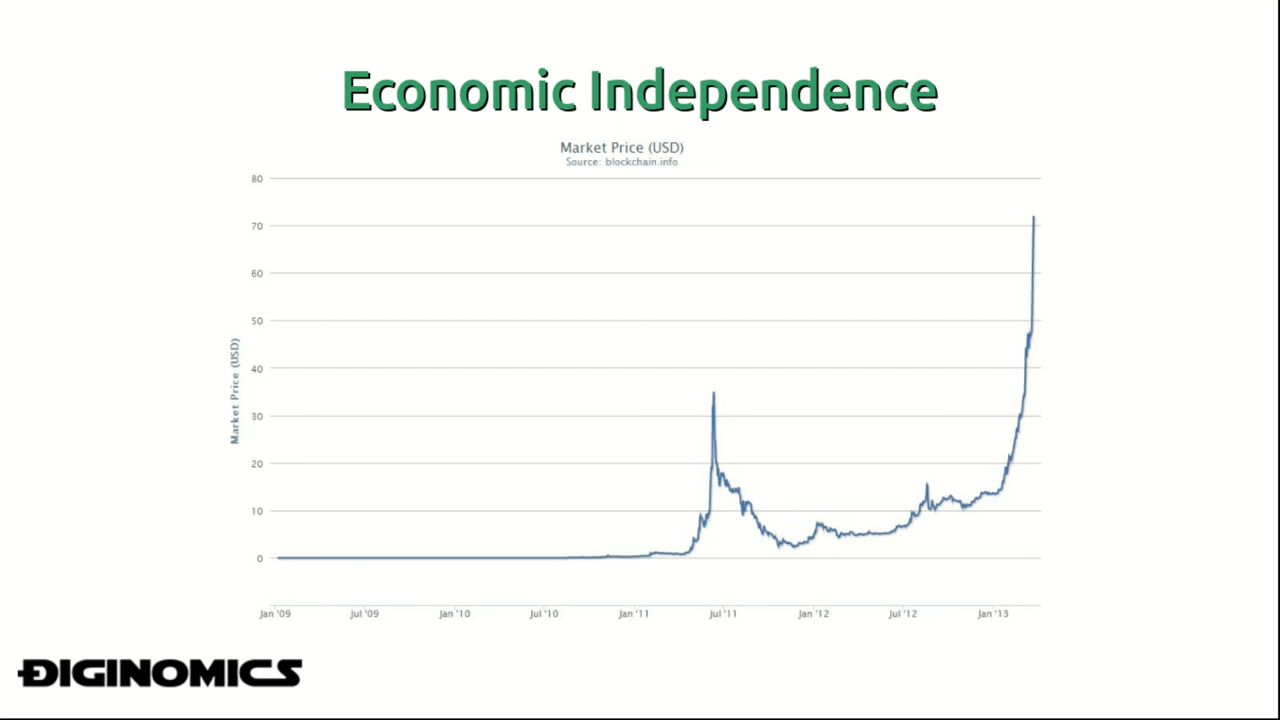 Economic Independence
Market Price (USD)
Source: blockchain.info
Market Price (USD)
80
70
60
50
40
30
20
10
0
Jan '09
Jul '09
Jan '10
Jul '10
Jan '11
Jul '11
Jan '12
Jul '12
Jan '13
ĐIGINOMICS